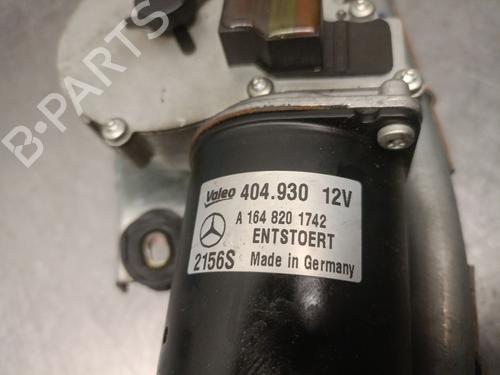 B-PARTS
Valeo 404.930 12V
A 164 820 1742
ENTSTOERT
2156S Made in Germany